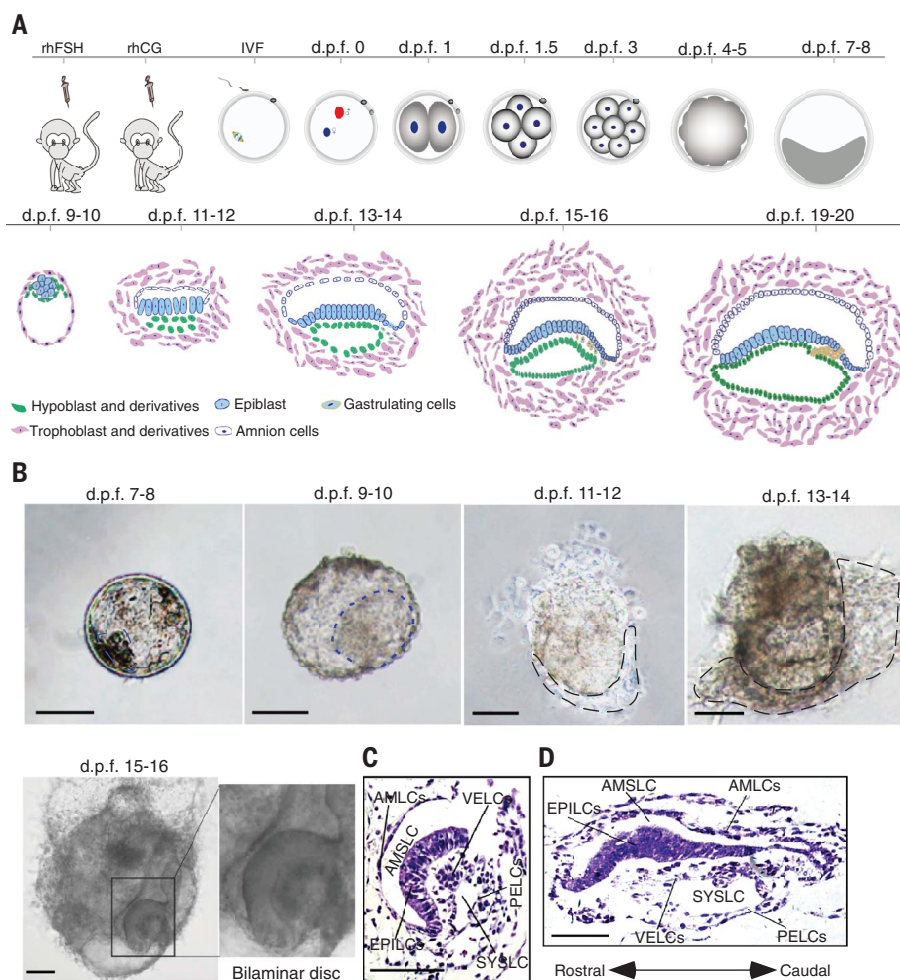 A
rhFSH rhCG IVF d.p.f. 0 d.p.f. 1 d.p.f. 1.5 d.p.f. 3 d.p.f. 4-5 d.p.f. 7-8
d.p.f. 9-10 d.p.f. 11-12 d.p.f. 13-14 d.p.f. 15-16 d.p.f. 19-20
Hypoblast and derivatives Epiblast Gastrulating cells
Trophoblast and derivatives Amnion cells
B
d.p.f. 7-8 d.p.f. 9-10 d.p.f. 11-12 d.p.f. 13-14
d.p.f. 15-16
Bilaminar disc
C
AMLCs VELCs
AMSLC
PELCs
EPILCs
SYSLC
D
AMSLC
EPILCs AMLCs
SYSLC
VELCs PELCs
Rostral Caudal